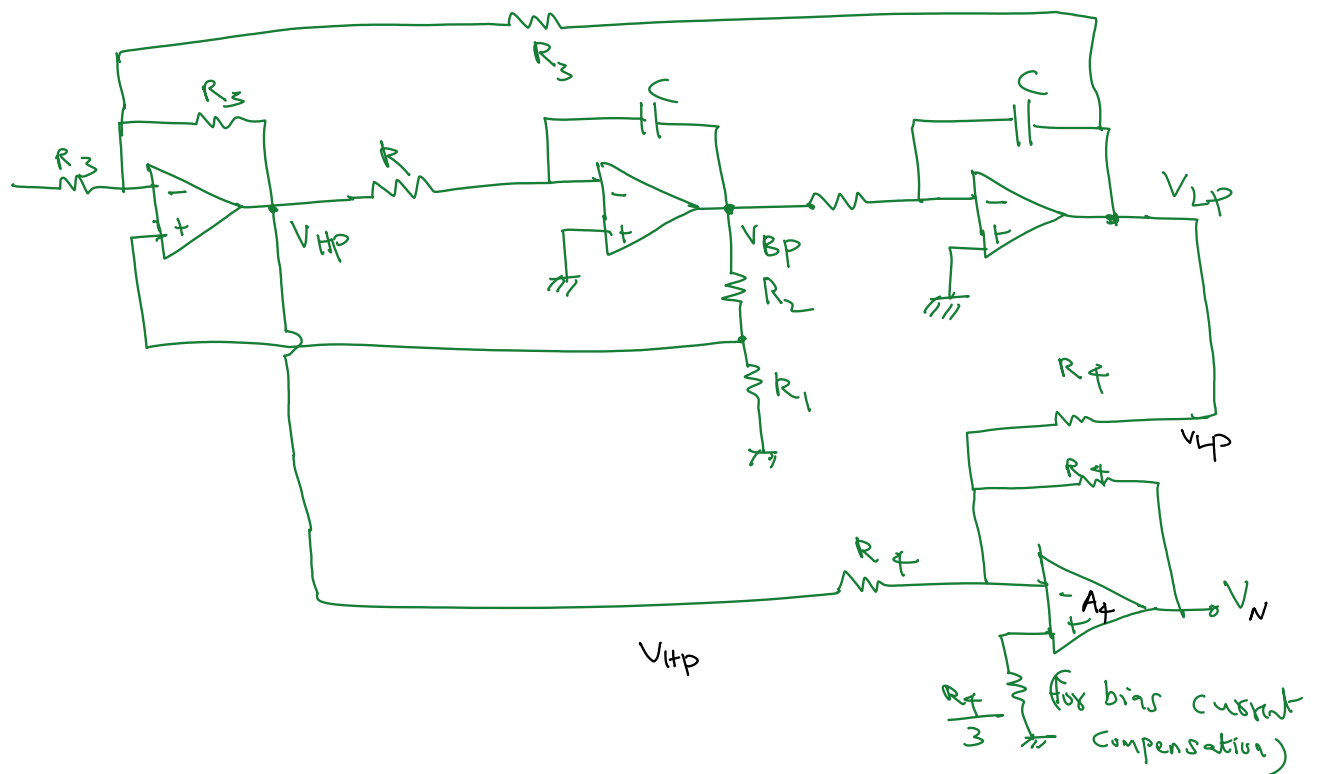 R3
R3
C
C
R3
R
VLP
VHP
VBP
R2
R1
R4
VLP
R4
R4
A4
VN
VHP
R4/3
(for bias current
compensation)
-
+
-
+
-
+
-
+